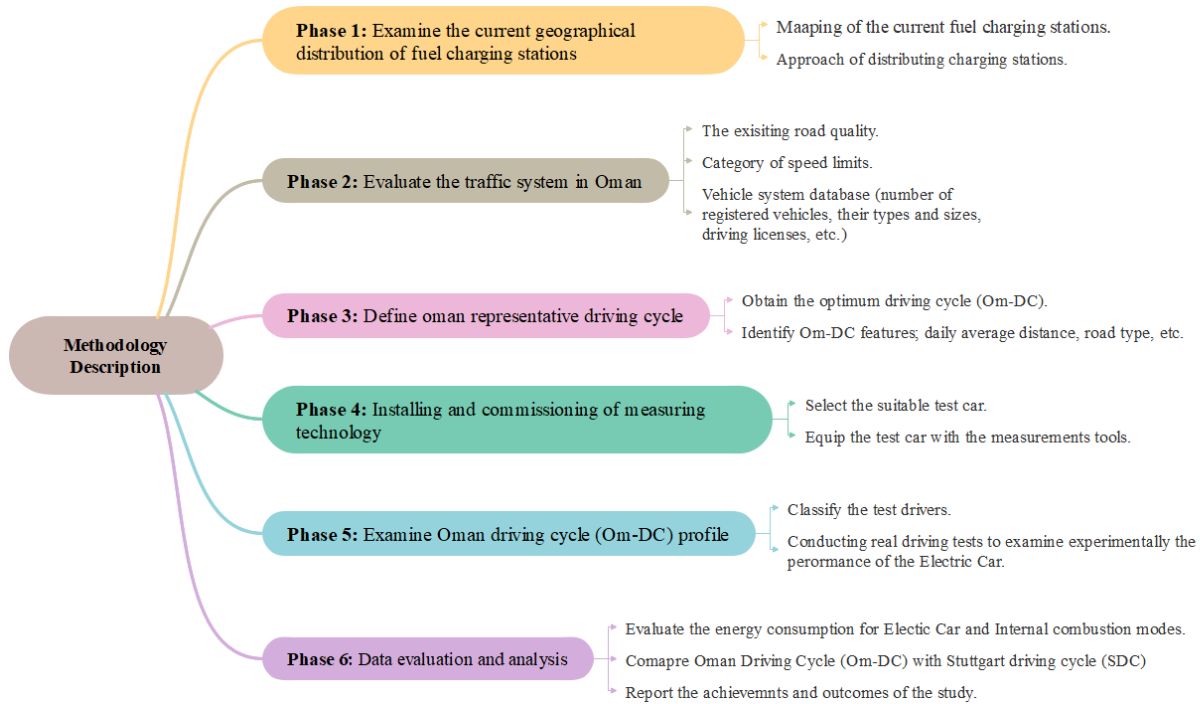 Methodology
Description
Phase 1: Examine the current geographical
distribution of fuel charging stations
Maaping of the current fuel charging stations.
Approach of distributing charging stations.
Phase 2: Evaluate the traffic system in Oman
The exisiting road quality.
Category of speed limits.
Vehicle system database (number of
registered vehicles, their types and sizes,
driving licenses, etc.)
Phase 3: Define oman representative driving cycle
Obtain the optimum driving cycle (Om-DC).
Identify Om-DC features; daily average distance, road type, etc.
Phase 4: Installing and commissioning of measuring
technology
Select the suitable test car.
Equip the test car with the measurements tools.
Phase 5: Examine Oman driving cycle (Om-DC) profile
Classify the test drivers.
Conducting real driving tests to examine experimentally the
perormance of the Electric Car.
Phase 6: Data evaluation and analysis
Evaluate the energy consumption for Electic Car and Internal combustion modes.
Comapre Oman Driving Cycle (Om-DC) with Stuttgart driving cycle (SDC)
Report the achievemnts and outcomes of the study.